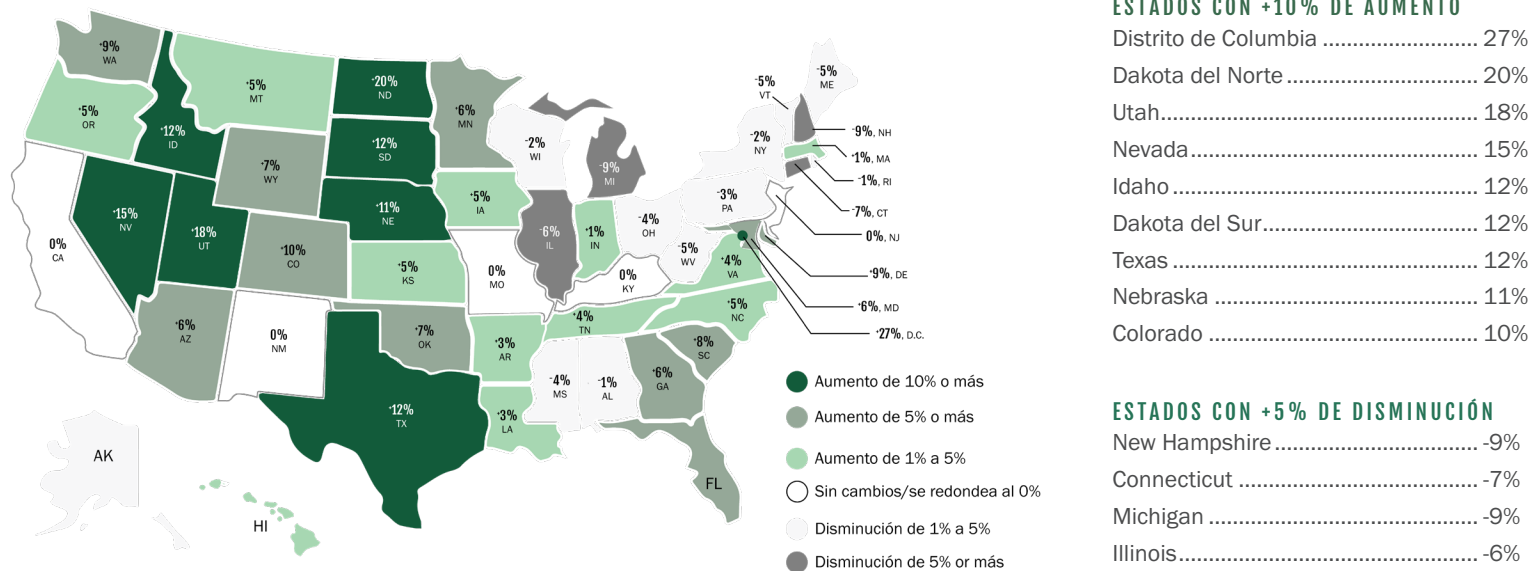 +9%
WA
+5%
OR
+5%
MT
+12%
ID
+7%
WY
+20%
ND
+12%
SD
+11%
NE
+6%
MN
-2%
WI
-9%
MI
+5%
IA
-6%
IL
+1%
IN
-4%
OH
-3%
PA
-2%
NY
-5%
VT
-5%
ME
-9%, NH
+1%, MA
-1%, RI
-7%, CT
0%, NJ
+9%, DE
+6%, MD
+27%, D.C.
0%
CA
+15%
NV
+18%
UT
+10%
CO
+5%
KS
0%
MO
0%
KY
-5%
WV
+4%
VA
+5%
NC
+4%
TN
+6%
AZ
0%
NM
+7%
OK
+3%
AR
+8%
SC
+6%
GA
-1%
AL
-4%
MS
+3%
LA
+12%
TX
FL
AK
HI
Aumento de 10% o más
Aumento de 5% o más
Aumento de 1% a 5%
Sin cambios/se redondea al 0%
Disminución de 1% a 5%
Disminución de 5% or más
ESTADOS CON +10% DE AUMENTO
Distrito de Columbia ........................ 27%
Dakota del Norte ............................. 20%
Utah ................................................ 18%
Nevada ............................................ 15%
Idaho ............................................... 12%
Dakota del Sur ................................. 12%
Texas ............................................... 12%
Nebraska ......................................... 11%
Colorado .......................................... 10%
ESTADOS CON +5% DE DISMINUCIÓN
New Hampshire ............................... -9%
Connecticut ..................................... -7%
Michigan ......................................... -9%
Illinois .............................................. -6%